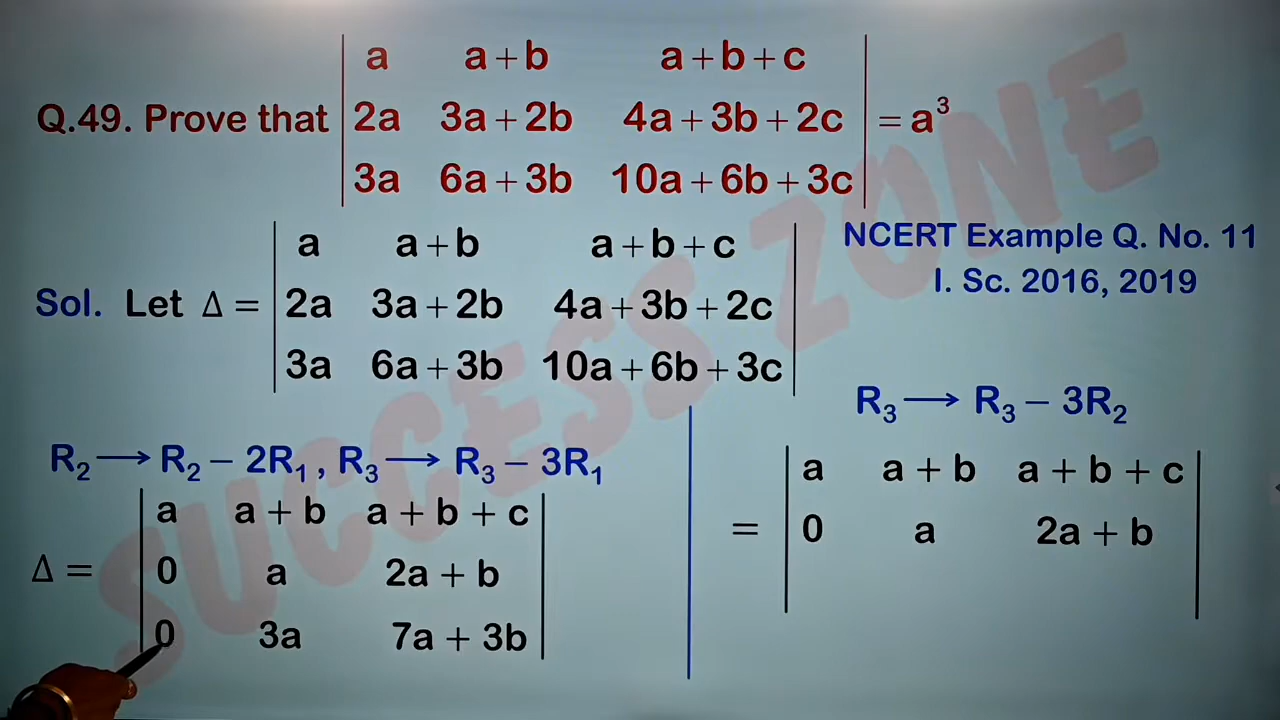 Q.49. Prove that | a a + b a + b + c |
| 2a 3a + 2b 4a + 3b + 2c | = a³
| 3a 6a + 3b 10a + 6b + 3c |
NCERT Example Q. No. 11
I. Sc. 2016, 2019
Sol. Let Δ = | a a + b a + b + c |
| 2a 3a + 2b 4a + 3b + 2c |
| 3a 6a + 3b 10a + 6b + 3c |
R₂ ⟶ R₂ − 2R₁ , R₃ ⟶ R₃ − 3R₁
Δ = | a a + b a + b + c |
| 0 a 2a + b |
| 0 3a 7a + 3b |
R₃ ⟶ R₃ − 3R₂
= | a a + b a + b + c |
| 0 a 2a + b |
SUCCESS ZONE